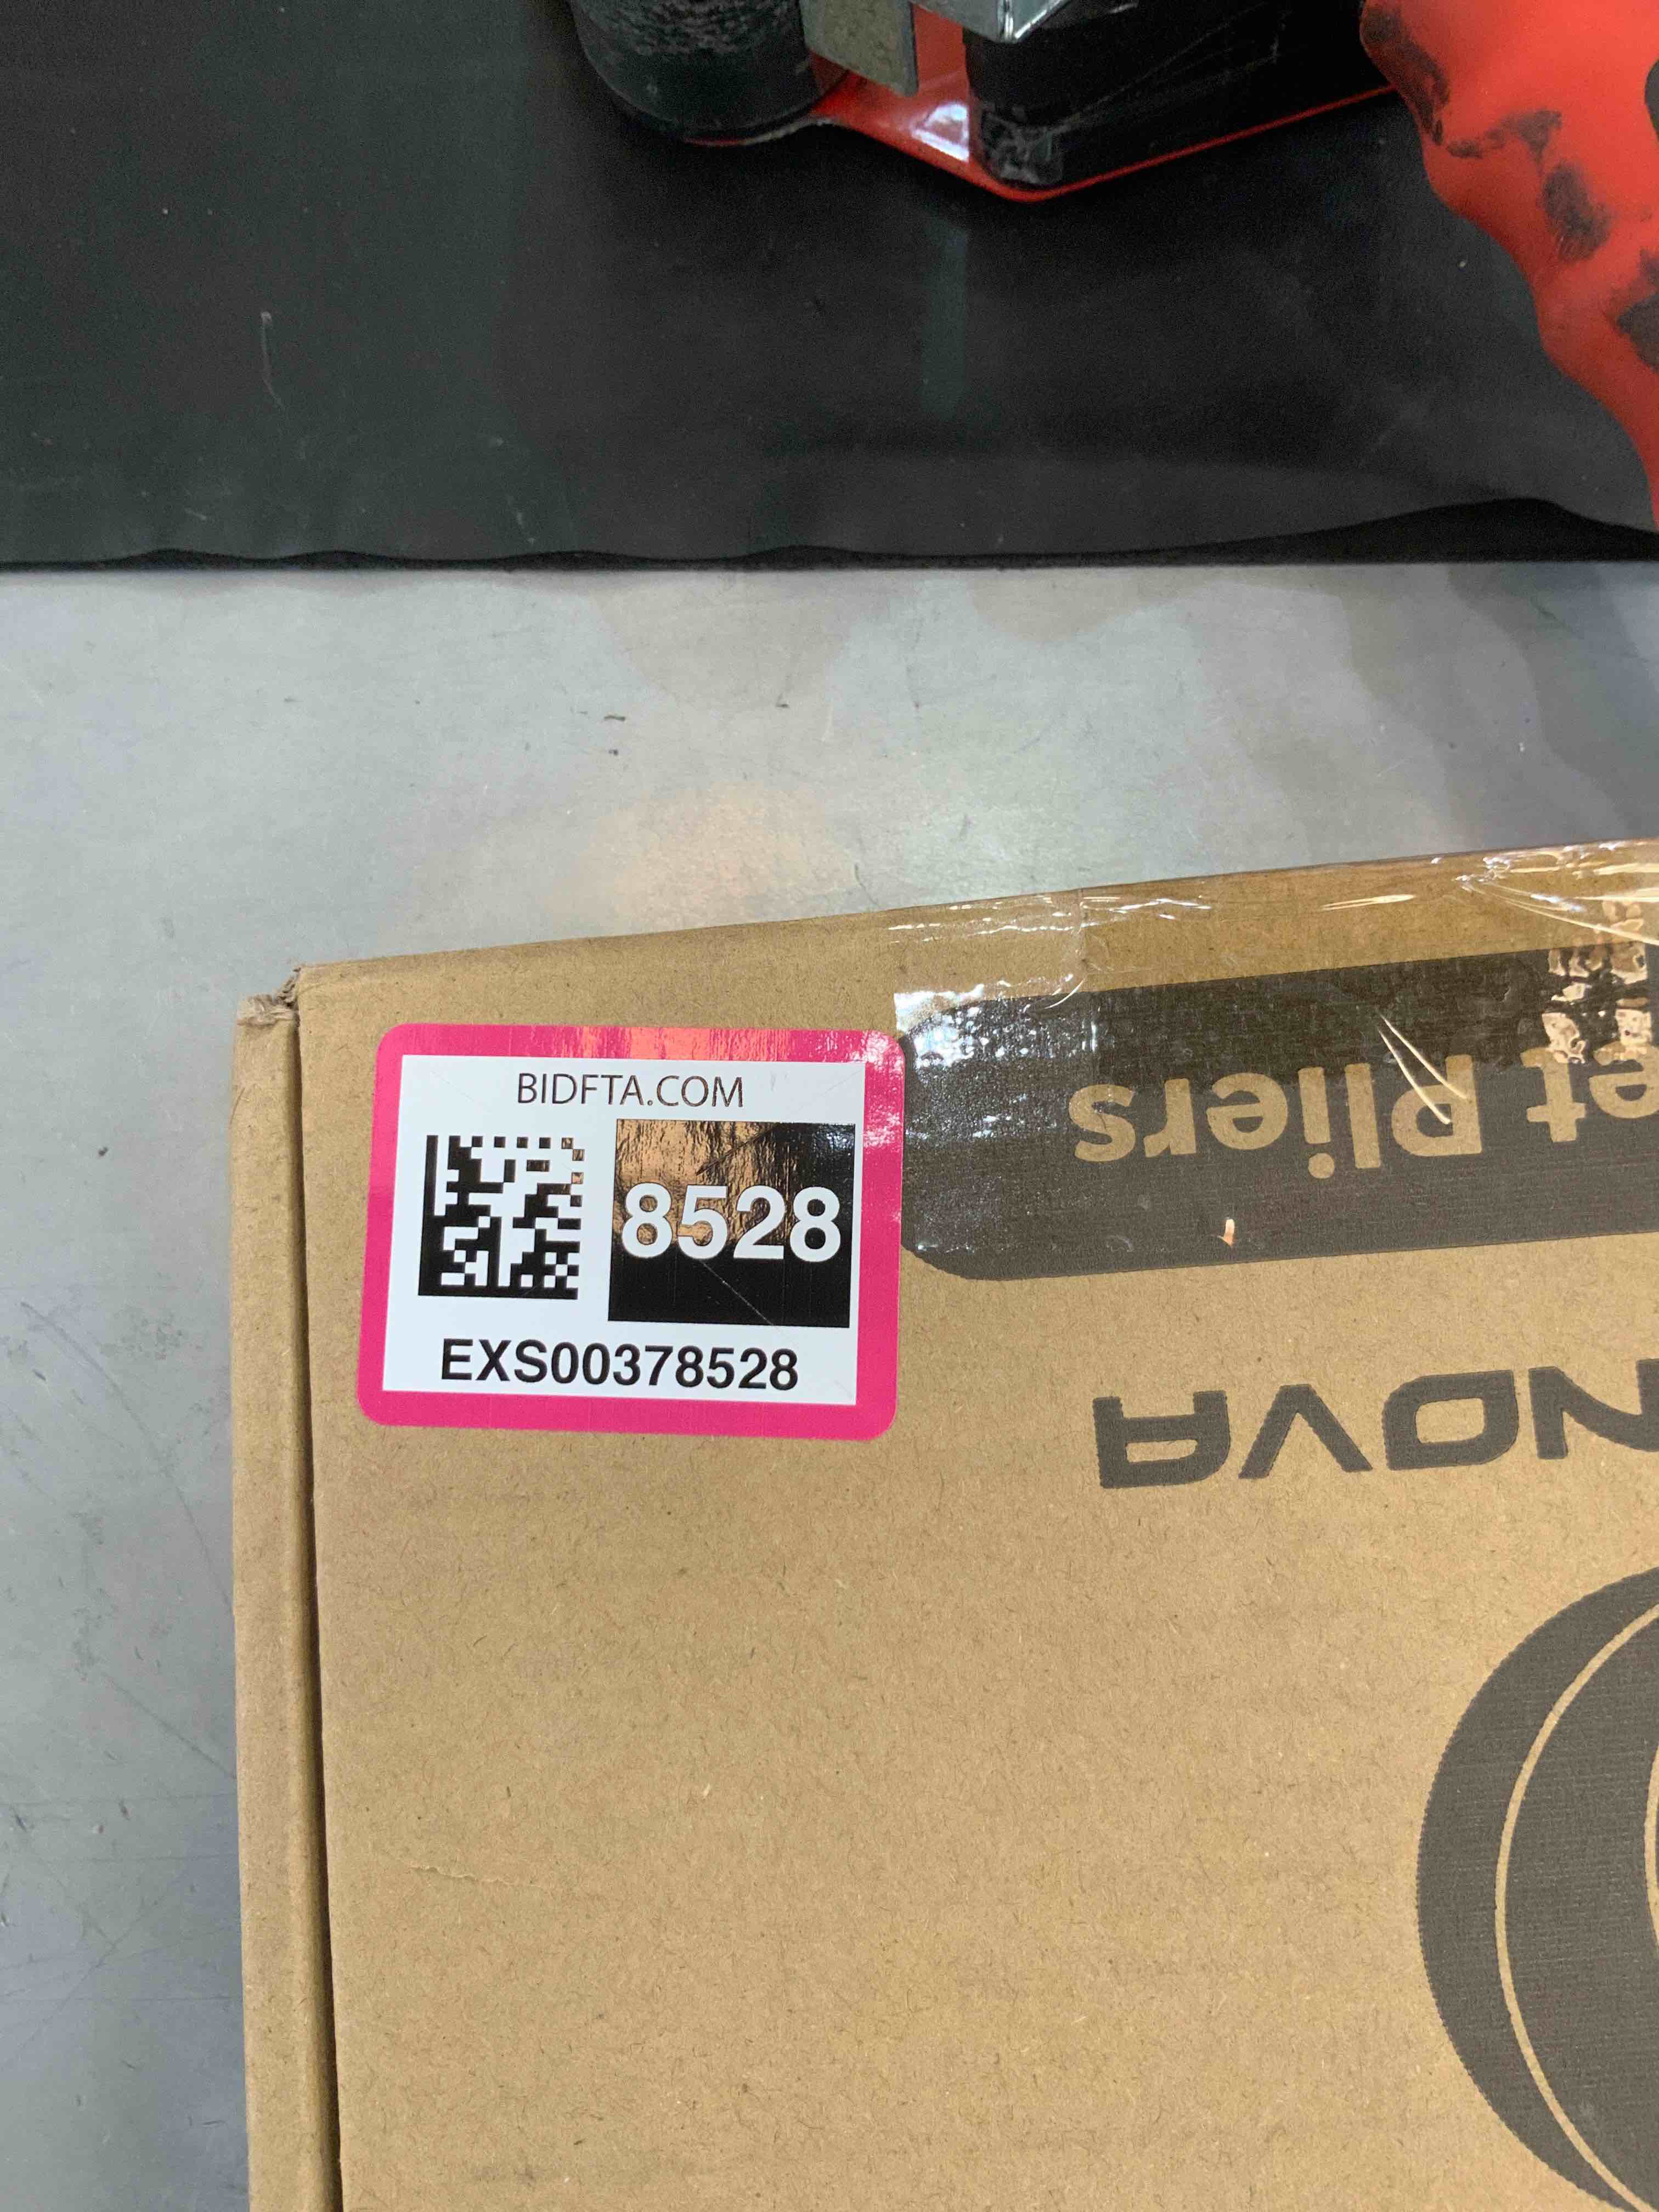 BIDFTA.COM
8528
EXS00378528
et Pliers
NOVA